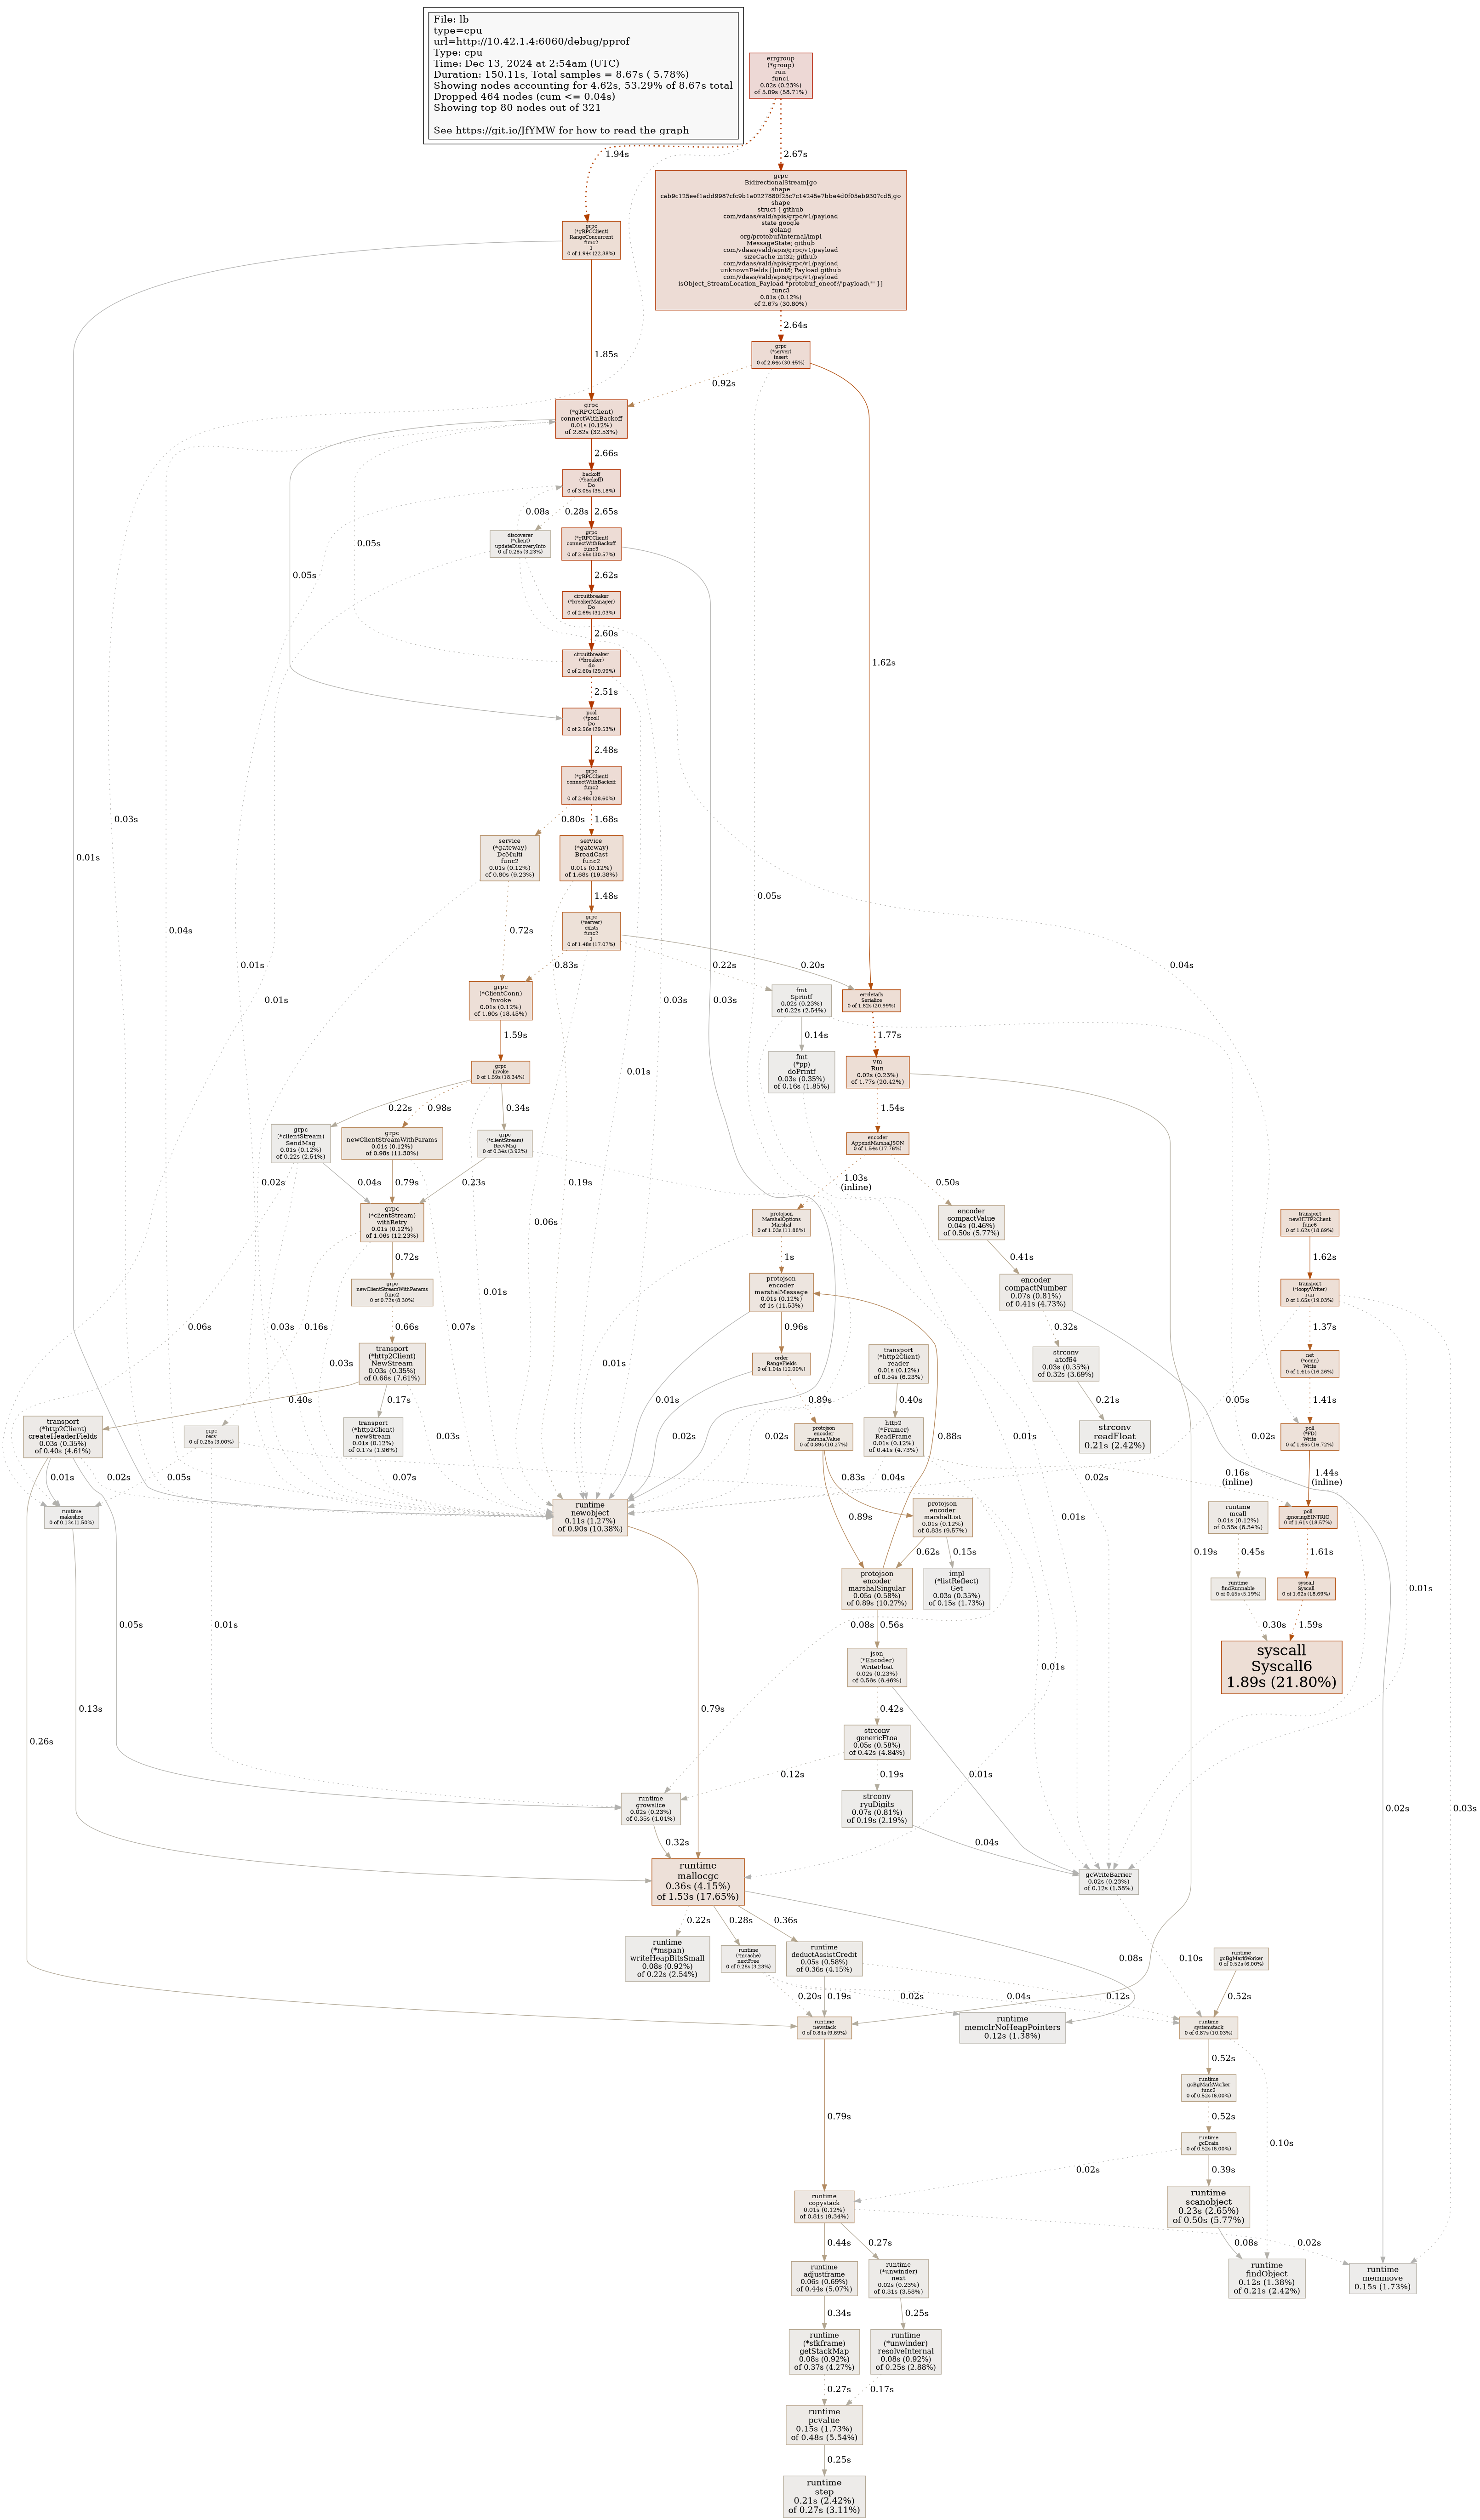 File: lb
type=cpu
url=http://10.42.1.4:6060/debug/pprof
Type: cpu
Time: Dec 13, 2024 at 2:54am (UTC)
Duration: 150.11s, Total samples = 8.67s ( 5.78%)
Showing nodes accounting for 4.62s, 53.29% of 8.67s total
Dropped 464 nodes (cum <= 0.04s)
Showing top 80 nodes out of 321
See https://git.io/JfYMW for how to read the graph
errgroup
(*group)
run
func1
0.02s (0.23%)
of 5.09s (58.71%)
1.94s
2.67s
grpc
BidirectionalStream[go
shape
cab9c125eef1add9987cfc9b1a0227880f25c7c14245e7bbe4d0f05eb9307cd5,go
shape
struct { github
com/vdaas/vald/apis/grpc/v1/payload
state google
golang
org/protobuf/internal/impl
MessageState; github
com/vdaas/vald/apis/grpc/v1/payload
sizeCache int32; github
com/vdaas/vald/apis/grpc/v1/payload
unknownFields []uint8; Payload github
com/vdaas/vald/apis/grpc/v1/payload
isObject_StreamLocation_Payload "protobuf_oneof:\"payload\"" }]
func3
0.01s (0.12%)
of 2.67s (30.80%)
grpc
(*gRPCClient)
RangeConcurrent
func2
1
0 of 1.94s (22.38%)
2.64s
1.85s
grpc
(*server)
Insert
0 of 2.64s (30.45%)
0.92s
grpc
(*gRPCClient)
connectWithBackoff
0.01s (0.12%)
of 2.82s (32.53%)
2.66s
backoff
(*backoff)
Do
0 of 3.05s (35.18%)
0.08s
0.28s
2.65s
discoverer
(*client)
updateDiscoveryInfo
0 of 0.28s (3.23%)
grpc
(*gRPCClient)
connectWithBackoff
func3
0 of 2.65s (30.57%)
0.05s
0.05s
2.62s
circuitbreaker
(*breakerManager)
Do
0 of 2.69s (31.03%)
2.60s
1.62s
circuitbreaker
(*breaker)
do
0 of 2.60s (29.99%)
2.51s
pool
(*pool)
Do
0 of 2.56s (29.53%)
2.48s
grpc
(*gRPCClient)
connectWithBackoff
func2
1
0 of 2.48s (28.60%)
0.03s
0.80s
1.68s
0.01s
service
(*gateway)
DoMulti
func2
0.01s (0.12%)
of 0.80s (9.23%)
service
(*gateway)
BroadCast
func2
0.01s (0.12%)
of 1.68s (19.38%)
1.48s
0.05s
0.04s
0.72s
grpc
(*server)
exists
func2
1
0 of 1.48s (17.07%)
0.01s
0.01s
0.83s
0.22s
0.20s
0.04s
0.03s
0.03s
grpc
(*ClientConn)
Invoke
0.01s (0.12%)
of 1.60s (18.45%)
fmt
Sprintf
0.02s (0.23%)
of 0.22s (2.54%)
errdetails
Serialize
0 of 1.82s (20.99%)
1.59s
0.14s
1.77s
grpc
invoke
0 of 1.59s (18.34%)
0.01s
fmt
(*pp)
doPrintf
0.03s (0.35%)
of 0.16s (1.85%)
vm
Run
0.02s (0.23%)
of 1.77s (20.42%)
0.22s
0.98s
0.34s
1.54s
grpc
(*clientStream)
SendMsg
0.01s (0.12%)
of 0.22s (2.54%)
grpc
newClientStreamWithParams
0.01s (0.12%)
of 0.98s (11.30%)
grpc
(*clientStream)
RecvMsg
0 of 0.34s (3.92%)
encoder
AppendMarshalJSON
0 of 1.54s (17.76%)
0.02s
0.04s
0.79s
0.23s
0.19s
1.03s
(inline)
0.50s
grpc
(*clientStream)
withRetry
0.01s (0.12%)
of 1.06s (12.23%)
0.06s
protojson
MarshalOptions
Marshal
0 of 1.03s (11.88%)
encoder
compactValue
0.04s (0.46%)
of 0.50s (5.77%)
transport
newHTTP2Client
func6
0 of 1.62s (18.69%)
0.72s
1s
0.41s
1.62s
grpc
newClientStreamWithParams
func2
0 of 0.72s (8.30%)
0.01s
protojson
encoder
marshalMessage
0.01s (0.12%)
of 1s (11.53%)
encoder
compactNumber
0.07s (0.81%)
of 0.41s (4.73%)
transport
(*loopyWriter)
run
0 of 1.65s (19.03%)
0.06s
0.03s
0.16s
0.66s
0.07s
0.96s
0.32s
1.37s
transport
(*http2Client)
NewStream
0.03s (0.35%)
of 0.66s (7.61%)
0.03s
0.01s
order
RangeFields
0 of 1.04s (12.00%)
transport
(*http2Client)
reader
0.01s (0.12%)
of 0.54s (6.23%)
strconv
atof64
0.03s (0.35%)
of 0.32s (3.69%)
net
(*conn)
Write
0 of 1.41s (16.26%)
0.40s
0.17s
0.01s
0.89s
0.40s
0.88s
0.01s
0.21s
0.05s
1.41s
transport
(*http2Client)
createHeaderFields
0.03s (0.35%)
of 0.40s (4.61%)
grpc
recv
0 of 0.26s (3.00%)
transport
(*http2Client)
newStream
0.01s (0.12%)
of 0.17s (1.96%)
0.03s
0.02s
protojson
encoder
marshalValue
0 of 0.89s (10.27%)
0.02s
http2
(*Framer)
ReadFrame
0.01s (0.12%)
of 0.41s (4.73%)
strconv
readFloat
0.21s (2.42%)
0.02s
poll
(*FD)
Write
0 of 1.45s (16.72%)
0.01s
0.02s
0.05s
0.07s
0.83s
0.04s
0.02s
0.16s
(inline)
1.44s
(inline)
runtime
makeslice
0 of 0.13s (1.50%)
runtime
newobject
0.11s (1.27%)
of 0.90s (10.38%)
0.89s
protojson
encoder
marshalList
0.01s (0.12%)
of 0.83s (9.57%)
0.01s
runtime
mcall
0.01s (0.12%)
of 0.55s (6.34%)
poll
ignoringEINTRIO
0 of 1.61s (18.57%)
0.62s
0.15s
0.19s
0.45s
1.61s
protojson
encoder
marshalSingular
0.05s (0.58%)
of 0.89s (10.27%)
impl
(*listReflect)
Get
0.03s (0.35%)
of 0.15s (1.73%)
runtime
findRunnable
0 of 0.45s (5.19%)
syscall
Syscall
0 of 1.62s (18.69%)
0.01s
0.05s
0.01s
0.08s
0.56s
0.30s
1.59s
json
(*Encoder)
WriteFloat
0.02s (0.23%)
of 0.56s (6.46%)
0.01s
syscall
Syscall6
1.89s (21.80%)
0.13s
0.79s
0.42s
0.26s
strconv
genericFtoa
0.05s (0.58%)
of 0.42s (4.84%)
0.12s
0.19s
0.01s
runtime
growslice
0.02s (0.23%)
of 0.35s (4.04%)
strconv
ryuDigits
0.07s (0.81%)
of 0.19s (2.19%)
0.02s
0.03s
0.32s
0.04s
runtime
mallocgc
0.36s (4.15%)
of 1.53s (17.65%)
gcWriteBarrier
0.02s (0.23%)
of 0.12s (1.38%)
0.22s
0.28s
0.36s
0.08s
0.10s
runtime
(*mspan)
writeHeapBitsSmall
0.08s (0.92%)
of 0.22s (2.54%)
runtime
(*mcache)
nextFree
0 of 0.28s (3.23%)
runtime
deductAssistCredit
0.05s (0.58%)
of 0.36s (4.15%)
runtime
gcBgMarkWorker
0 of 0.52s (6.00%)
0.20s
0.19s
0.02s
0.04s
0.12s
0.52s
runtime
newstack
0 of 0.84s (9.69%)
runtime
memclrNoHeapPointers
0.12s (1.38%)
runtime
systemstack
0 of 0.87s (10.03%)
0.52s
runtime
gcBgMarkWorker
func2
0 of 0.52s (6.00%)
0.79s
0.52s
0.10s
runtime
gcDrain
0 of 0.52s (6.00%)
0.02s
0.39s
runtime
copystack
0.01s (0.12%)
of 0.81s (9.34%)
runtime
scanobject
0.23s (2.65%)
of 0.50s (5.77%)
0.44s
0.27s
0.08s
0.02s
runtime
adjustframe
0.06s (0.69%)
of 0.44s (5.07%)
runtime
(*unwinder)
next
0.02s (0.23%)
of 0.31s (3.58%)
runtime
findObject
0.12s (1.38%)
of 0.21s (2.42%)
runtime
memmove
0.15s (1.73%)
0.34s
0.25s
runtime
(*stkframe)
getStackMap
0.08s (0.92%)
of 0.37s (4.27%)
runtime
(*unwinder)
resolveInternal
0.08s (0.92%)
of 0.25s (2.88%)
0.27s
0.17s
runtime
pcvalue
0.15s (1.73%)
of 0.48s (5.54%)
0.25s
runtime
step
0.21s (2.42%)
of 0.27s (3.11%)